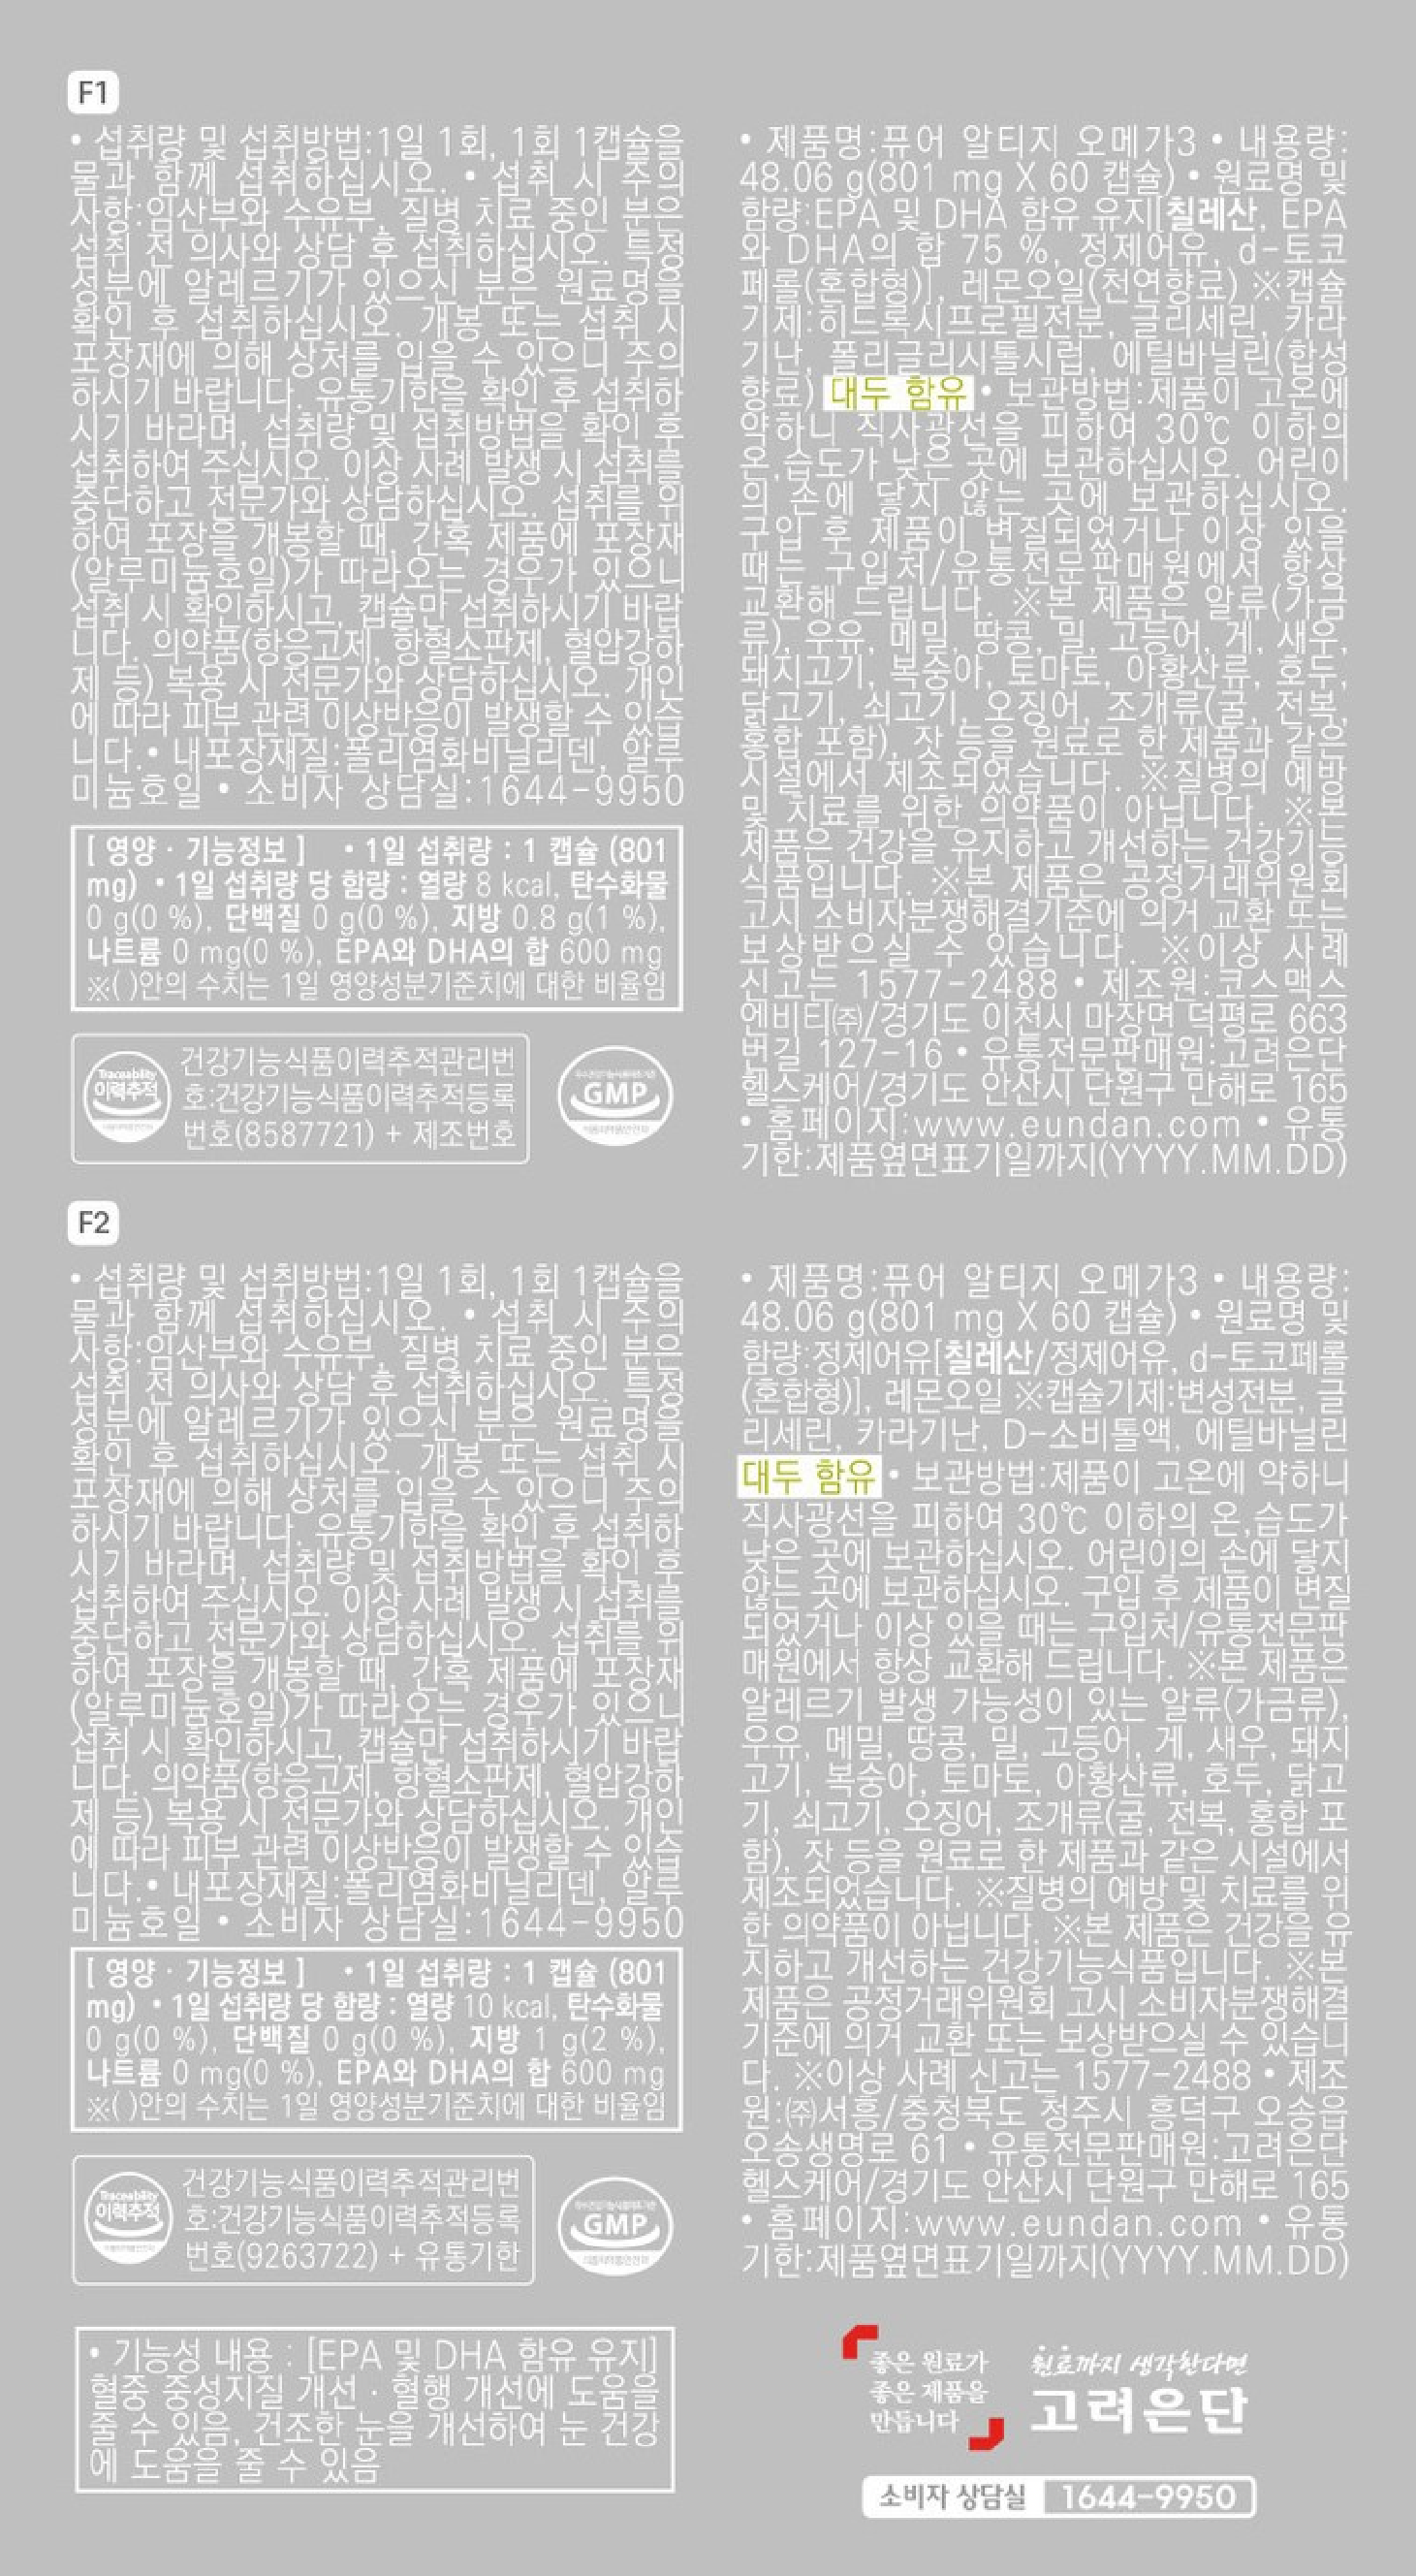 F1
• 섭취량 및 섭취방법:1일 1회, 1회 1캡슐을
물과 함께 섭취하십시오. • 섭취 시 주의
사항:임산부와 수유부, 질병 치료 중인 분은
섭취 전 의사와 상담 후 섭취하십시오. 특정
성분에 알레르기가 있으신 분은 원료명을
확인 후 섭취하십시오. 개봉 또는 섭취 시
포장재에 의해 상처를 입을 수 있으니 주의
하시기 바랍니다. 유통기한을 확인 후 섭취하
시기 바라며, 섭취량 및 섭취방법을 확인 후
섭취하여 주십시오. 이상 사례 발생 시 섭취를
중단하고 전문가와 상담하십시오. 섭취를 위
하여 포장을 개봉할 때, 간혹 제품에 포장재
(알루미늄호일)가 따라오는 경우가 있으니
섭취 시 확인하시고, 캡슐만 섭취하시기 바랍
니다. 의약품(항응고제, 항혈소판제, 혈압강하
제 등) 복용 시 전문가와 상담하십시오. 개인
에 따라 피부 관련 이상반응이 발생할 수 있습
니다.• 내포장재질:폴리염화비닐리덴, 알루
미늄호일 • 소비자 상담실:1644-9950
[ 영양 · 기능정보 ] • 1일 섭취량 : 1 캡슐 (801
mg) • 1일 섭취량 당 함량 : 열량 8 kcal, 탄수화물
0 g(0 %), 단백질 0 g(0 %), 지방 0.8 g(1 %),
나트륨 0 mg(0 %), EPA와 DHA의 합 600 mg
※( )안의 수치는 1일 영양성분기준치에 대한 비율임
Traceability
이력추적
건강기능식품이력추적관리번
호:건강기능식품이력추적등록
번호(8587721) + 제조번호
GMP
• 제품명:퓨어 알티지 오메가3 • 내용량:
48.06 g(801 mg X 60 캡슐) • 원료명 및
함량:EPA 및 DHA 함유 유지[칠레산, EPA
와 DHA의 합 75 %, 정제어유, d-토코
페롤(혼합형)], 레몬오일(천연향료) ※캡슐
기제:히드록시프로필전분, 글리세린, 카라
기난, 폴리글리시톨시럽, 에틸바닐린(합성
향료) 대두 함유 • 보관방법:제품이 고온에
약하니 직사광선을 피하여 30℃ 이하의
온,습도가 낮은 곳에 보관하십시오. 어린이
의 손에 닿지 않는 곳에 보관하십시오.
구입 후 제품이 변질되었거나 이상 있을
때는 구입처/유통전문판매원에서 항상
교환해 드립니다. ※본 제품은 알류(가금
류), 우유, 메밀, 땅콩, 밀, 고등어, 게, 새우,
돼지고기, 복숭아, 토마토, 아황산류, 호두,
닭고기, 쇠고기, 오징어, 조개류(굴, 전복,
홍합 포함), 잣 등을 원료로 한 제품과 같은
시설에서 제조되었습니다. ※질병의 예방
및 치료를 위한 의약품이 아닙니다. ※본
제품은 건강을 유지하고 개선하는 건강기능
식품입니다. ※본 제품은 공정거래위원회
고시 소비자분쟁해결기준에 의거 교환 또는
보상받으실 수 있습니다. ※이상 사례
신고는 1577-2488 • 제조원:코스맥스
엔비티㈜/경기도 이천시 마장면 덕평로 663
번길 127-16 • 유통전문판매원:고려은단
헬스케어/경기도 안산시 단원구 만해로 165
• 홈페이지:www.eundan.com • 유통
기한:제품옆면표기일까지(YYYY.MM.DD)
F2
• 섭취량 및 섭취방법:1일 1회, 1회 1캡슐을
물과 함께 섭취하십시오. • 섭취 시 주의
사항:임산부와 수유부, 질병 치료 중인 분은
섭취 전 의사와 상담 후 섭취하십시오. 특정
성분에 알레르기가 있으신 분은 원료명을
확인 후 섭취하십시오. 개봉 또는 섭취 시
포장재에 의해 상처를 입을 수 있으니 주의
하시기 바랍니다. 유통기한을 확인 후 섭취하
시기 바라며, 섭취량 및 섭취방법을 확인 후
섭취하여 주십시오. 이상 사례 발생 시 섭취를
중단하고 전문가와 상담하십시오. 섭취를 위
하여 포장을 개봉할 때, 간혹 제품에 포장재
(알루미늄호일)가 따라오는 경우가 있으니
섭취 시 확인하시고, 캡슐만 섭취하시기 바랍
니다. 의약품(항응고제, 항혈소판제, 혈압강하
제 등) 복용 시 전문가와 상담하십시오. 개인
에 따라 피부 관련 이상반응이 발생할 수 있습
니다.• 내포장재질:폴리염화비닐리덴, 알루
미늄호일 • 소비자 상담실:1644-9950
[ 영양 · 기능정보 ] • 1일 섭취량 : 1 캡슐 (801
mg) • 1일 섭취량 당 함량 : 열량 10 kcal, 탄수화물
0 g(0 %), 단백질 0 g(0 %), 지방 1 g(2 %),
나트륨 0 mg(0 %), EPA와 DHA의 합 600 mg
※( )안의 수치는 1일 영양성분기준치에 대한 비율임
Traceability
이력추적
건강기능식품이력추적관리번
호:건강기능식품이력추적등록
번호(9263722) + 유통기한
GMP
• 기능성 내용 : [EPA 및 DHA 함유 유지]
혈중 중성지질 개선 · 혈행 개선에 도움을
줄 수 있음, 건조한 눈을 개선하여 눈 건강
에 도움을 줄 수 있음
• 제품명:퓨어 알티지 오메가3 • 내용량:
48.06 g(801 mg X 60 캡슐) • 원료명 및
함량:정제어유[칠레산/정제어유, d-토코페롤
(혼합형)], 레몬오일 ※캡슐기제:변성전분, 글
리세린, 카라기난, D-소비톨액, 에틸바닐린
대두 함유 • 보관방법:제품이 고온에 약하니
직사광선을 피하여 30℃ 이하의 온,습도가
낮은 곳에 보관하십시오. 어린이의 손에 닿지
않는 곳에 보관하십시오. 구입 후 제품이 변질
되었거나 이상 있을 때는 구입처/유통전문판
매원에서 항상 교환해 드립니다. ※본 제품은
알레르기 발생 가능성이 있는 알류(가금류),
우유, 메밀, 땅콩, 밀, 고등어, 게, 새우, 돼지
고기, 복숭아, 토마토, 아황산류, 호두, 닭고
기, 쇠고기, 오징어, 조개류(굴, 전복, 홍합 포
함), 잣 등을 원료로 한 제품과 같은 시설에서
제조되었습니다. ※질병의 예방 및 치료를 위
한 의약품이 아닙니다. ※본 제품은 건강을 유
지하고 개선하는 건강기능식품입니다. ※본
제품은 공정거래위원회 고시 소비자분쟁해결
기준에 의거 교환 또는 보상받으실 수 있습니
다. ※이상 사례 신고는 1577-2488 • 제조
원:㈜서흥/충청북도 청주시 흥덕구 오송읍
오송생명로 61 • 유통전문판매원:고려은단
헬스케어/경기도 안산시 단원구 만해로 165
• 홈페이지:www.eundan.com • 유통
기한:제품옆면표기일까지(YYYY.MM.DD)
좋은 원료가
좋은 제품을
만듭니다
원료까지 생각한다면
고려은단
소비자 상담실 1644-9950